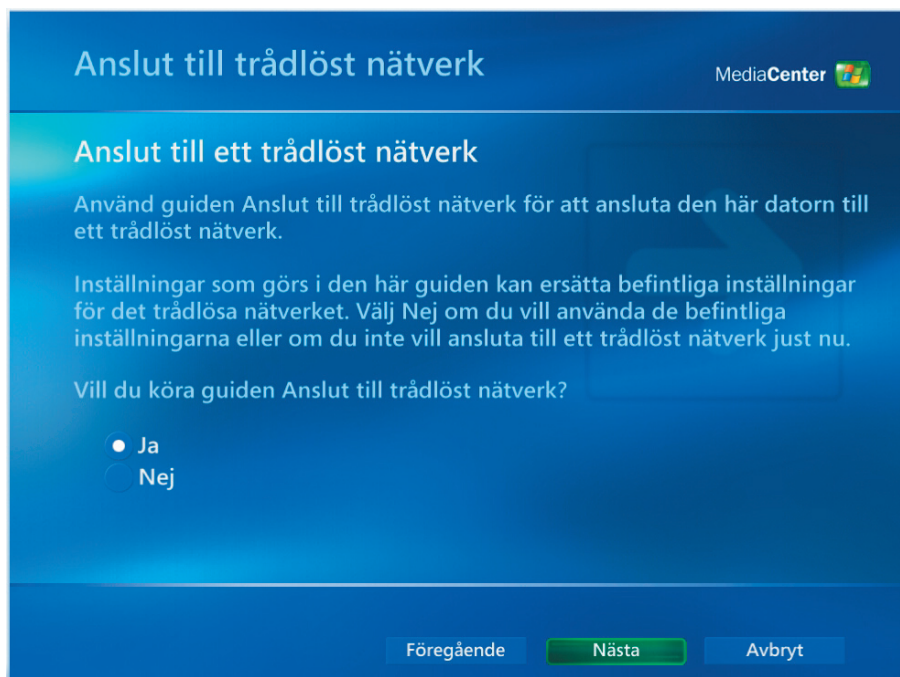 Anslut till trådlöst nätverk
MediaCenter
Anslut till ett trådlöst nätverk
Använd guiden Anslut till trådlöst nätverk för att ansluta den här datorn till
ett trådlöst nätverk.
Inställningar som görs i den här guiden kan ersätta befintliga inställningar
för det trådlösa nätverket. Välj Nej om du vill använda de befintliga
inställningarna eller om du inte vill ansluta till ett trådlöst nätverk just nu.
Vill du köra guiden Anslut till trådlöst nätverk?
Ja
Nej
Föregående Nästa Avbryt